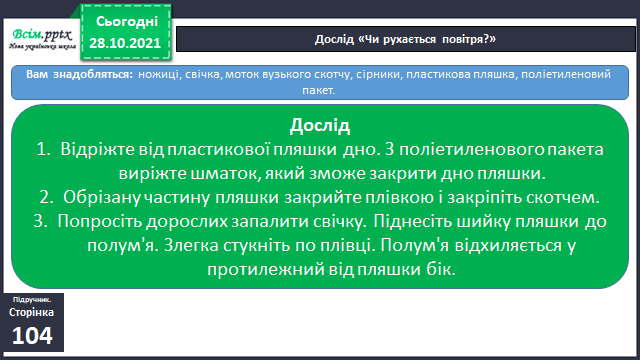 Всім.pptx
Нова українська школа
Сьогодні
28.10.2021
Дослід «Чи рухається повітря?»
Вам знадобляться: ножиці, свічка, моток вузького скотчу, сірники, пластикова пляшка, поліетиленовий
пакет.
Дослід
1. Відріжте від пластикової пляшки дно. З поліетиленового пакета
виріжте шматок, який зможе закрити дно пляшки.
2. Обрізану частину пляшки закрийте плівкою і закріпіть скотчем.
3. Попросіть дорослих запалити свічку. Піднесіть шийку пляшки до
полум'я. Злегка стукніть по плівці. Полум'я відхиляється у
протилежний від пляшки бік.
Підручник.
Сторінка
104